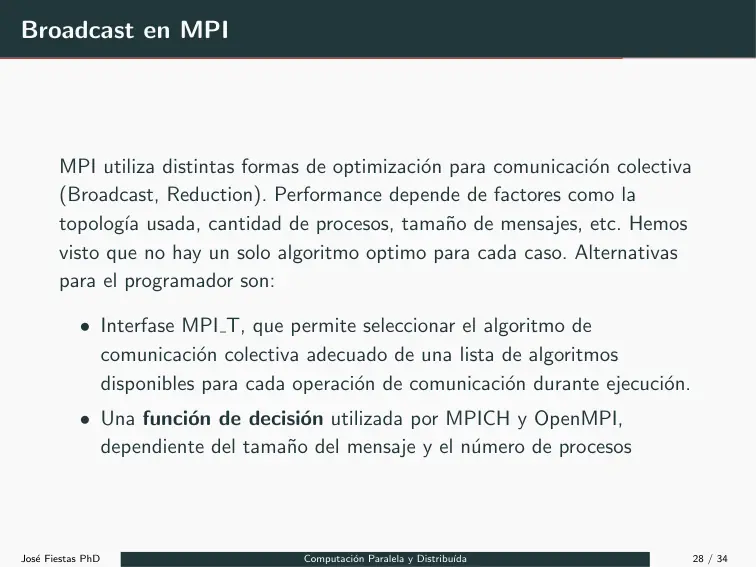 Broadcast en MPI
MPI utiliza distintas formas de optimización para comunicación colectiva
(Broadcast, Reduction). Performance depende de factores como la
topología usada, cantidad de procesos, tamaño de mensajes, etc. Hemos
visto que no hay un solo algoritmo optimo para cada caso. Alternativas
para el programador son:
• Interfase MPI_T, que permite seleccionar el algoritmo de
comunicación colectiva adecuado de una lista de algoritmos
disponibles para cada operación de comunicación durante ejecución.
• Una función de decisión utilizada por MPICH y OpenMPI,
dependiente del tamaño del mensaje y el número de procesos
José Fiestas PhD
Computación Paralela y Distribuída
28 / 34